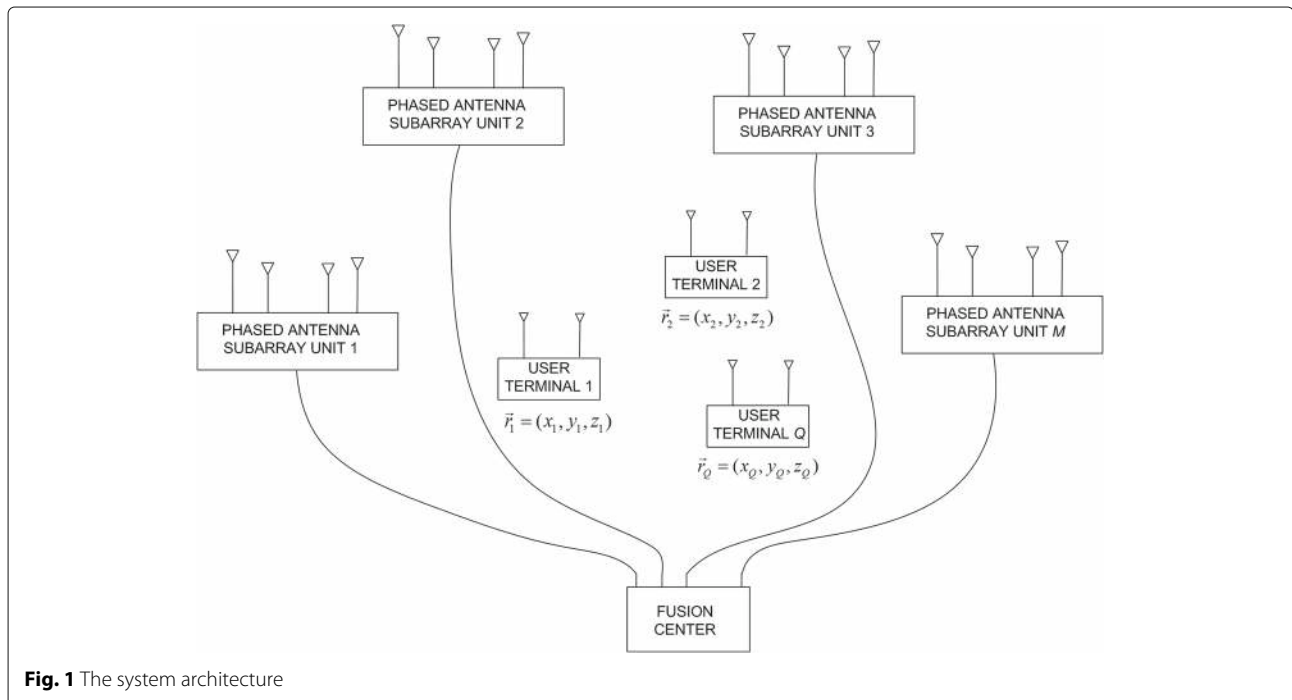 PHASED ANTENNA
SUBARRAY UNIT 2
PHASED ANTENNA
SUBARRAY UNIT 3
PHASED ANTENNA
SUBARRAY UNIT 1
USER
TERMINAL 2
r⃗₂ = (x₂, y₂, z₂)
PHASED ANTENNA
SUBARRAY UNIT M
USER
TERMINAL 1
r⃗₁ = (x₁, y₁, z₁)
USER
TERMINAL Q
r⃗_Q = (x_Q, y_Q, z_Q)
FUSION
CENTER
Fig. 1 The system architecture